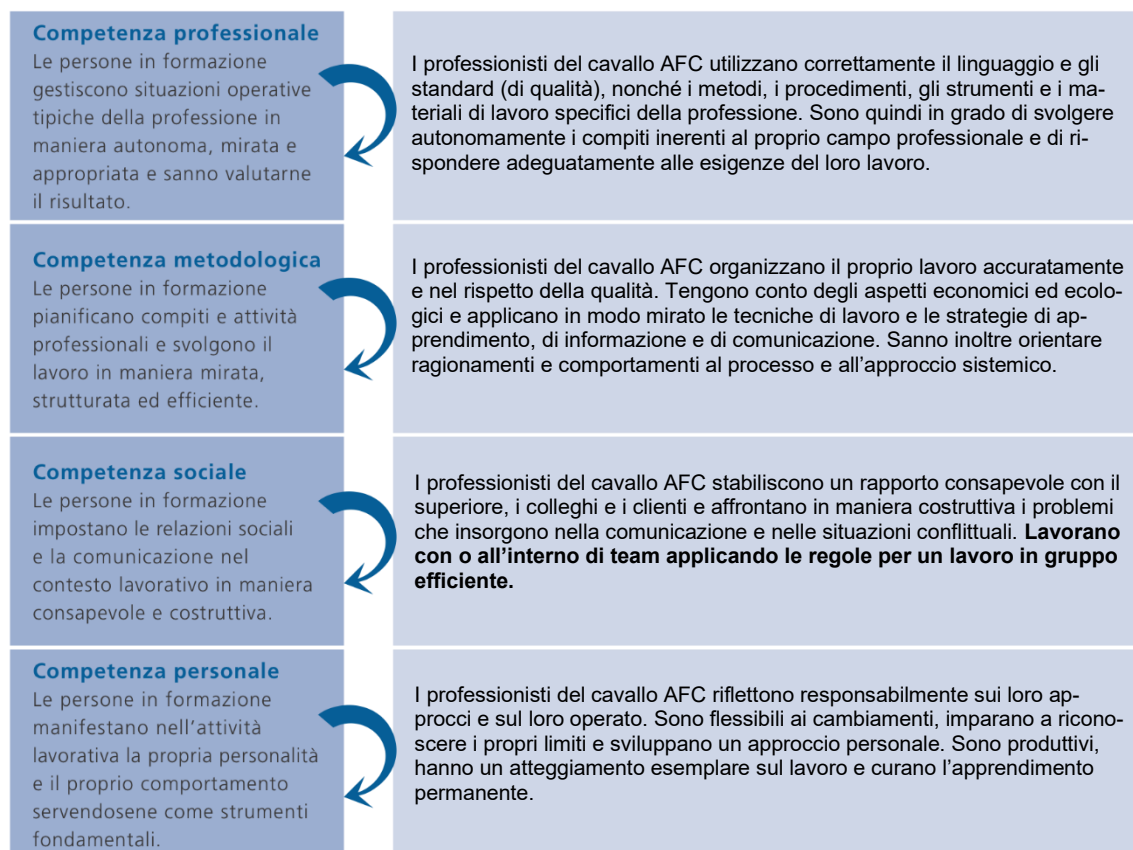 Competenza professionale
Le persone in formazione
gestiscono situazioni operative
tipiche della professione in
maniera autonoma, mirata e
appropriata e sanno valutarne
il risultato.
I professionisti del cavallo AFC utilizzano correttamente il linguaggio e gli
standard (di qualità), nonché i metodi, i procedimenti, gli strumenti e i ma-
teriali di lavoro specifici della professione. Sono quindi in grado di svolgere
autonomamente i compiti inerenti al proprio campo professionale e di ri-
spondere adeguatamente alle esigenze del loro lavoro.
Competenza metodologica
Le persone in formazione
pianificano compiti e attività
professionali e svolgono il
lavoro in maniera mirata,
strutturata ed efficiente.
I professionisti del cavallo AFC organizzano il proprio lavoro accuratamente
e nel rispetto della qualità. Tengono conto degli aspetti economici ed ecolo-
gici e applicano in modo mirato le tecniche di lavoro e le strategie di ap-
prendimento, di informazione e di comunicazione. Sanno inoltre orientare
ragionamenti e comportamenti al processo e all'approccio sistemico.
Competenza sociale
Le persone in formazione
impostano le relazioni sociali
e la comunicazione nel
contesto lavorativo in maniera
consapevole e costruttiva.
I professionisti del cavallo AFC stabiliscono un rapporto consapevole con il
superiore, i colleghi e i clienti e affrontano in maniera costruttiva i problemi
che insorgono nella comunicazione e nelle situazioni conflittuali. Lavorano
con o all'interno di team applicando le regole per un lavoro in gruppo
efficiente.
Competenza personale
Le persone in formazione
manifestano nell'attività
lavorativa la propria personalità
e il proprio comportamento
servendosene come strumenti
fondamentali.
I professionisti del cavallo AFC riflettono responsabilmente sui loro ap-
procci e sul loro operato. Sono flessibili ai cambiamenti, imparano a ricono-
scere i propri limiti e sviluppano un approccio personale. Sono produttivi,
hanno un atteggiamento esemplare sul lavoro e curano l'apprendimento
permanente.